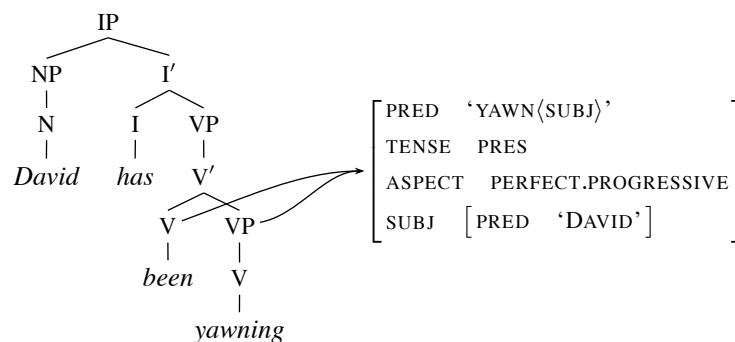 IP
NP I′
N I VP
David has V′
V VP
been V
yawning
PRED ‘YAWN⟨SUBJ⟩’
TENSE PRES
ASPECT PERFECT.PROGRESSIVE
SUBJ [PRED ‘DAVID’]